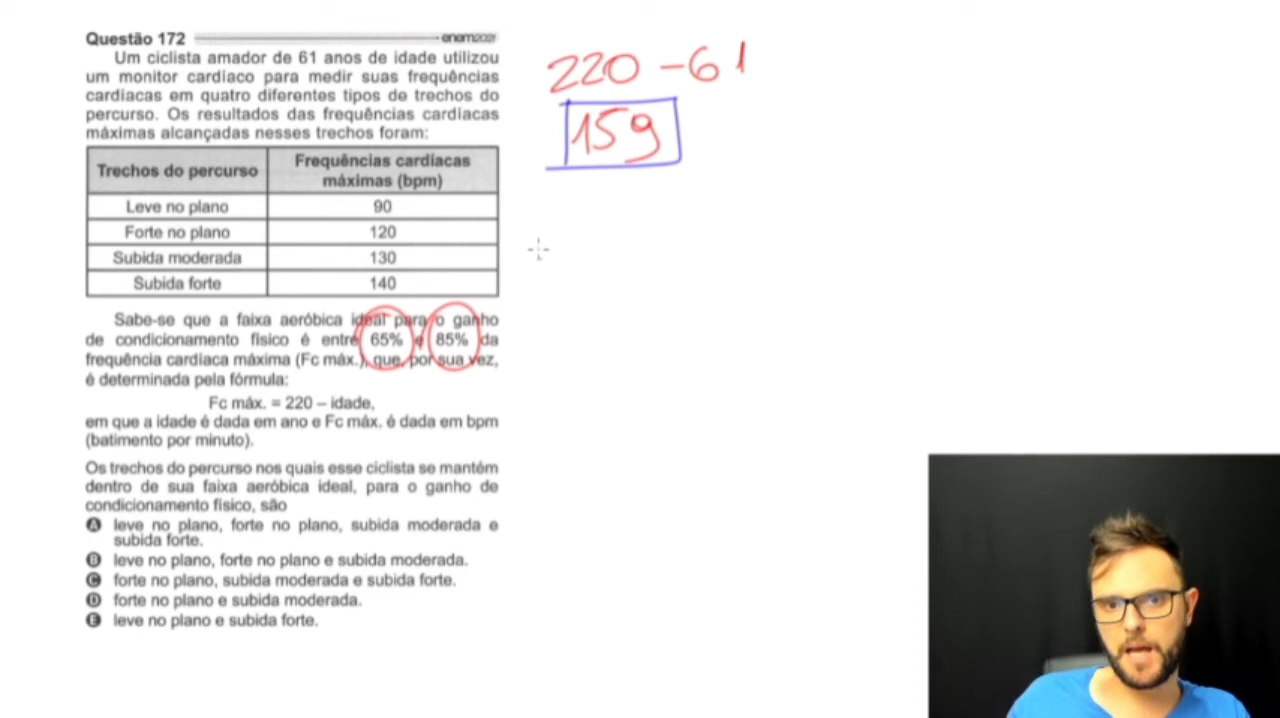 Questão 172
enem2021
Um ciclista amador de 61 anos de idade utilizou
um monitor cardíaco para medir suas frequências
cardíacas em quatro diferentes tipos de trechos do
percurso. Os resultados das frequências cardíacas
máximas alcançadas nesses trechos foram:
Trechos do percurso
Frequências cardíacas
máximas (bpm)
Leve no plano 90
Forte no plano 120
Subida moderada 130
Subida forte 140
Sabe-se que a faixa aeróbica ideal para o ganho
de condicionamento físico é entre 65% e 85% da
frequência cardíaca máxima (Fc máx.), que, por sua vez,
é determinada pela fórmula:
Fc máx. = 220 – idade,
em que a idade é dada em ano e Fc máx. é dada em bpm
(batimento por minuto).
Os trechos do percurso nos quais esse ciclista se mantém
dentro de sua faixa aeróbica ideal, para o ganho de
condicionamento físico, são
A leve no plano, forte no plano, subida moderada e
subida forte.
B leve no plano, forte no plano e subida moderada.
C forte no plano, subida moderada e subida forte.
D forte no plano e subida moderada.
E leve no plano e subida forte.
220 - 61
159